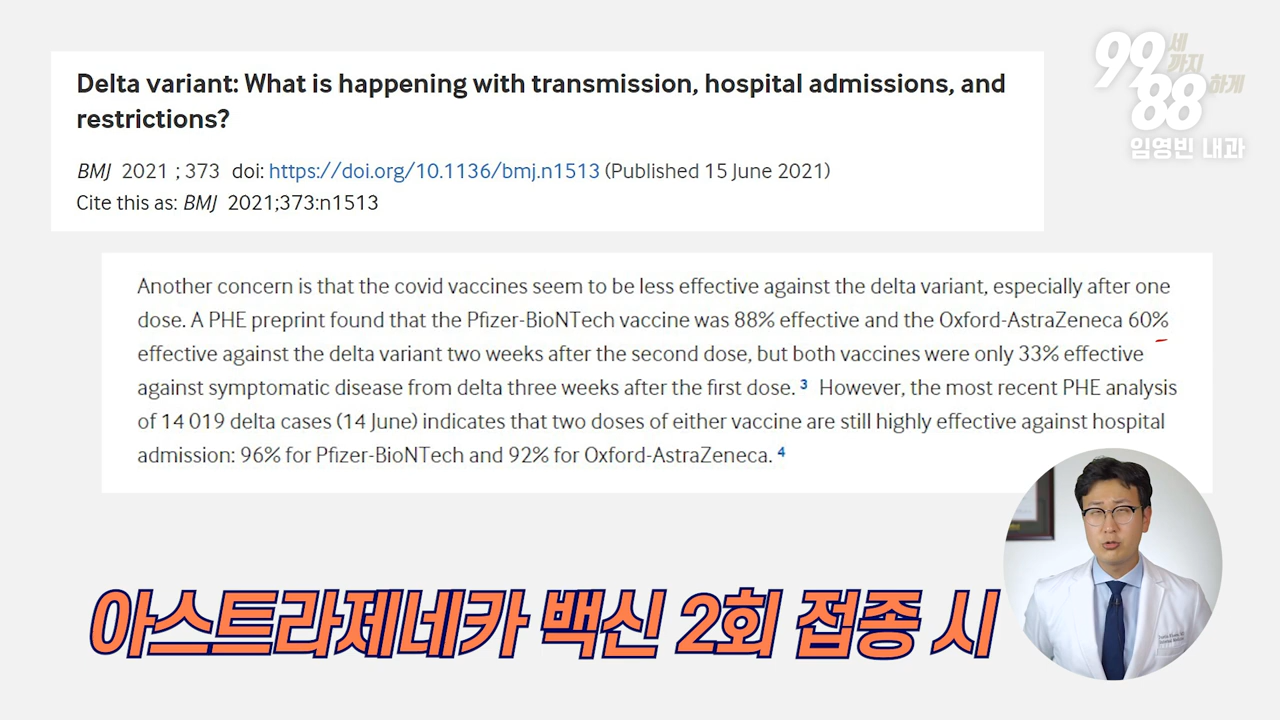 Delta variant: What is happening with transmission, hospital admissions, and
restrictions?
BMJ 2021 ; 373 doi: https://doi.org/10.1136/bmj.n1513 (Published 15 June 2021)
Cite this as: BMJ 2021;373:n1513
99세까지
88하게
임영빈 내과
Another concern is that the covid vaccines seem to be less effective against the delta variant, especially after one
dose. A PHE preprint found that the Pfizer-BioNTech vaccine was 88% effective and the Oxford-AstraZeneca 60%
effective against the delta variant two weeks after the second dose, but both vaccines were only 33% effective
against symptomatic disease from delta three weeks after the first dose. 3 However, the most recent PHE analysis
of 14 019 delta cases (14 June) indicates that two doses of either vaccine are still highly effective against hospital
admission: 96% for Pfizer-BioNTech and 92% for Oxford-AstraZeneca. 4
아스트라제네카 백신 2회 접종 시